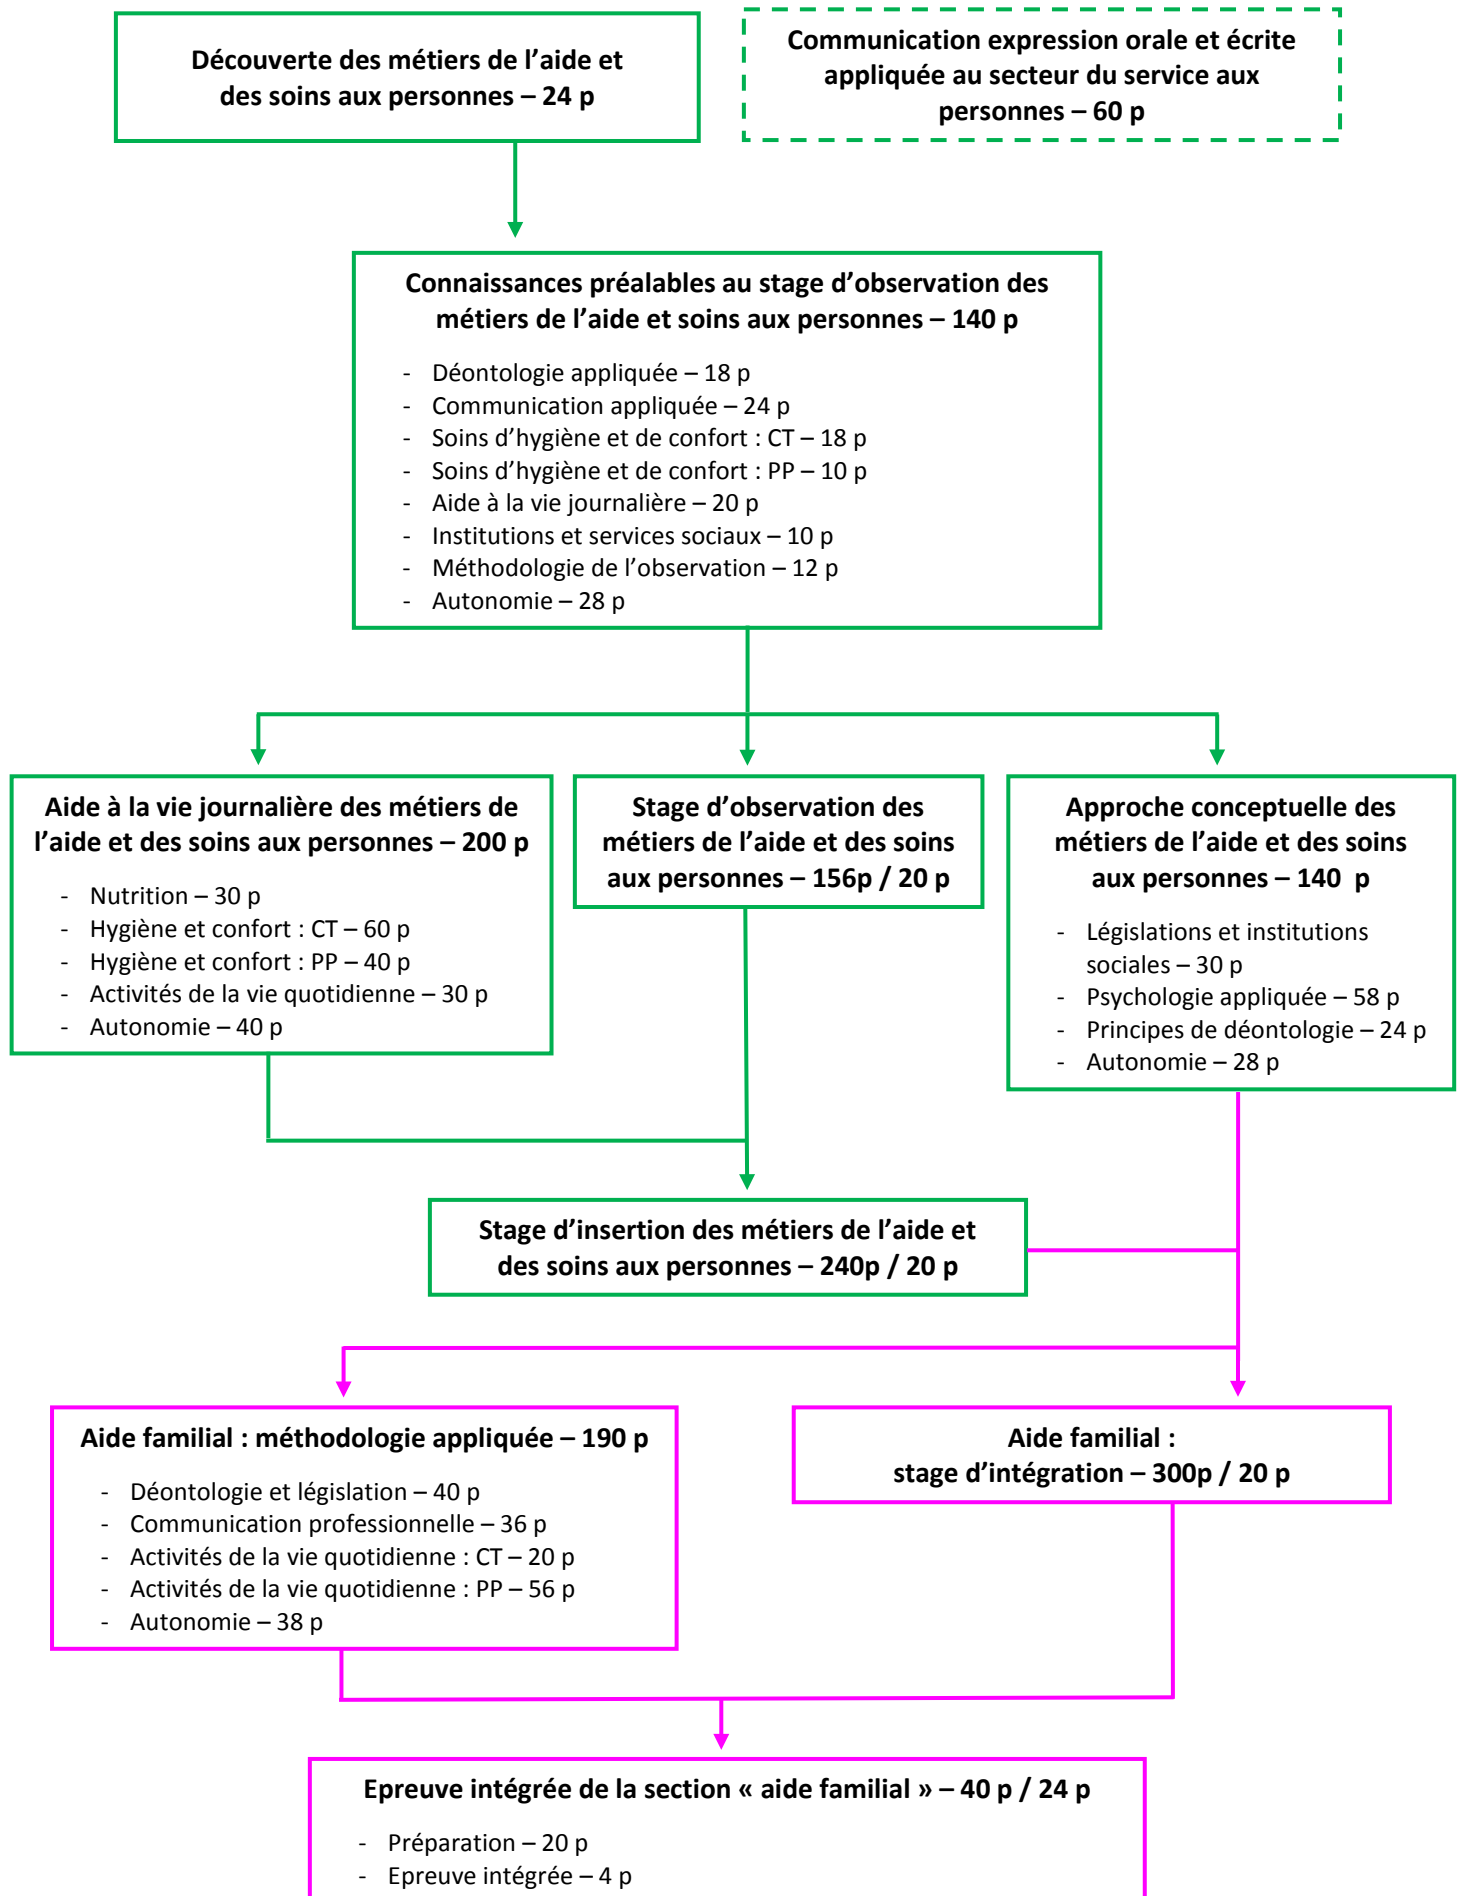 Découverte des métiers de l’aide et
des soins aux personnes – 24 p
Communication expression orale et écrite
appliquée au secteur du service aux
personnes – 60 p
Connaissances préalables au stage d’observation des
métiers de l’aide et soins aux personnes – 140 p
- Déontologie appliquée – 18 p
- Communication appliquée – 24 p
- Soins d’hygiène et de confort : CT – 18 p
- Soins d’hygiène et de confort : PP – 10 p
- Aide à la vie journalière – 20 p
- Institutions et services sociaux – 10 p
- Méthodologie de l’observation – 12 p
- Autonomie – 28 p
Aide à la vie journalière des métiers de
l’aide et des soins aux personnes – 200 p
- Nutrition – 30 p
- Hygiène et confort : CT – 60 p
- Hygiène et confort : PP – 40 p
- Activités de la vie quotidienne – 30 p
- Autonomie – 40 p
Stage d’observation des
métiers de l’aide et des soins
aux personnes – 156p / 20 p
Approche conceptuelle des
métiers de l’aide et des soins
aux personnes – 140 p
- Législations et institutions
sociales – 30 p
- Psychologie appliquée – 58 p
- Principes de déontologie – 24 p
- Autonomie – 28 p
Stage d’insertion des métiers de l’aide et
des soins aux personnes – 240p / 20 p
Aide familial : méthodologie appliquée – 190 p
- Déontologie et législation – 40 p
- Communication professionnelle – 36 p
- Activités de la vie quotidienne : CT – 20 p
- Activités de la vie quotidienne : PP – 56 p
- Autonomie – 38 p
Aide familial :
stage d’intégration – 300p / 20 p
Epreuve intégrée de la section « aide familial » – 40 p / 24 p
- Préparation – 20 p
- Epreuve intégrée – 4 p